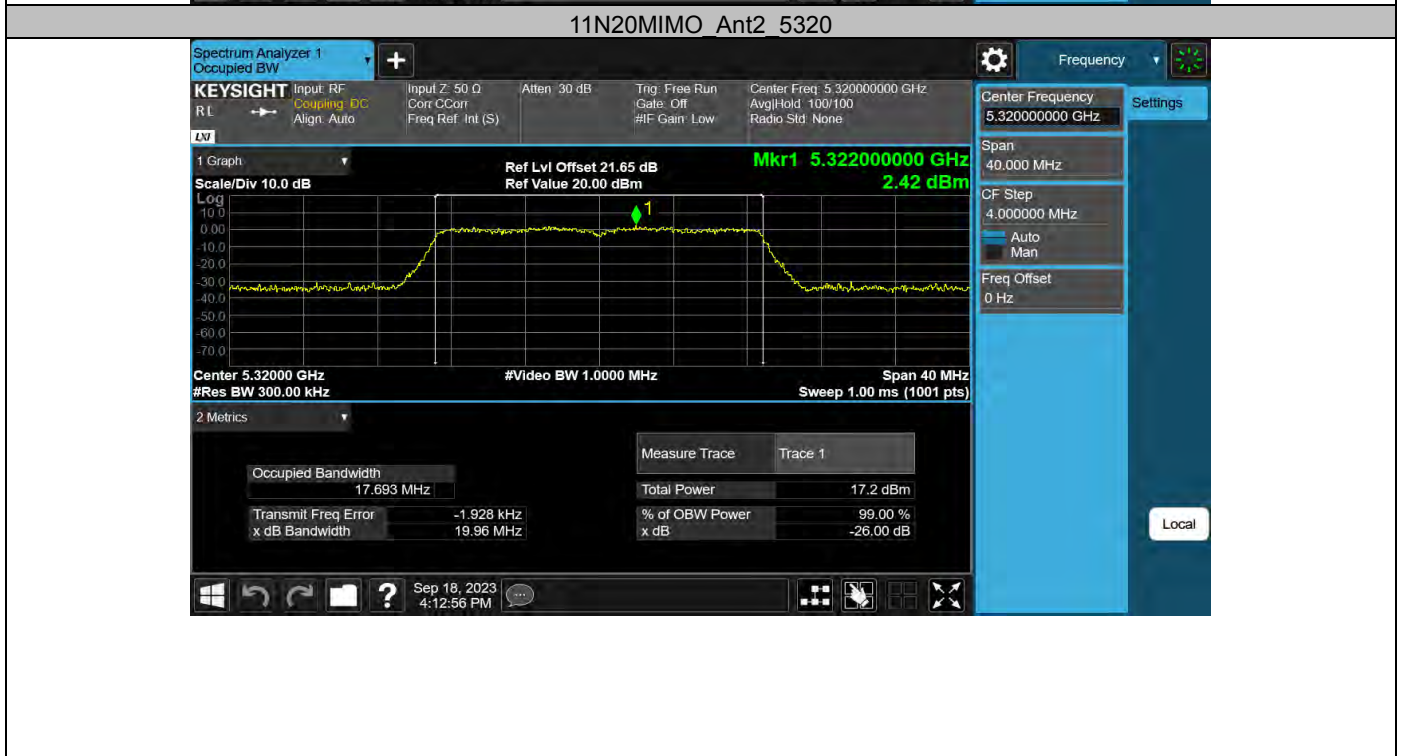 11N20MIMO_Ant2_5320
Spectrum Analyzer 1
Occupied BW
+
Frequency
KEYSIGHT
RL
LXI
Input: RF
Coupling: DC
Align: Auto
Input Z: 50 Ω
Corr CCorr
Freq Ref: Int (S)
Atten: 30 dB
Trig: Free Run
Gate: Off
#IF Gain: Low
Center Freq: 5.320000000 GHz
Avg|Hold: 100/100
Radio Std: None
Center Frequency
5.320000000 GHz
Settings
Span
40.000 MHz
CF Step
4.000000 MHz
Auto
Man
Freq Offset
0 Hz
Local
1 Graph
Scale/Div 10.0 dB
Ref Lvl Offset 21.65 dB
Ref Value 20.00 dBm
Mkr1 5.322000000 GHz
2.42 dBm
Log
10.0
0.00
-10.0
-20.0
-30.0
-40.0
-50.0
-60.0
-70.0
1
Center 5.32000 GHz
#Res BW 300.00 kHz
#Video BW 1.0000 MHz
Span 40 MHz
Sweep 1.00 ms (1001 pts)
2 Metrics
Measure Trace Trace 1
Occupied Bandwidth
17.693 MHz
Total Power 17.2 dBm
Transmit Freq Error -1.928 kHz
% of OBW Power 99.00 %
x dB Bandwidth 19.96 MHz
x dB -26.00 dB
?
Sep 18, 2023
4:12:56 PM